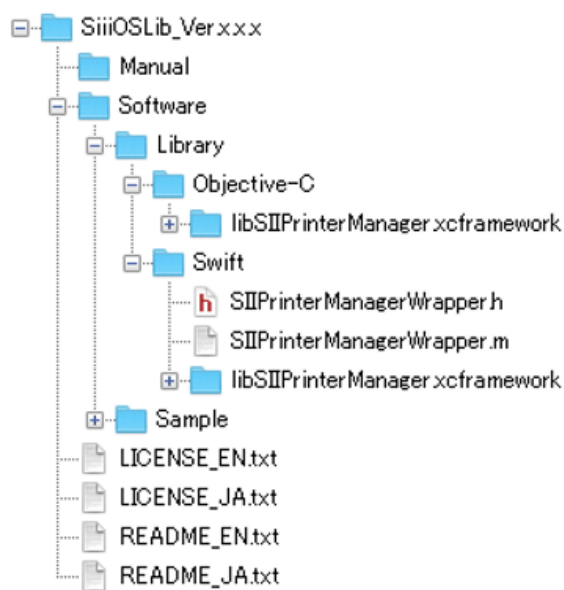 SiiiOSLib_Ver.x.x.x
Manual
Software
Library
Objective-C
libSIIPrinterManager.xcframework
Swift
h SIIPrinterManagerWrapper.h
SIIPrinterManagerWrapper.m
libSIIPrinterManager.xcframework
Sample
LICENSE_EN.txt
LICENSE_JA.txt
README_EN.txt
README_JA.txt